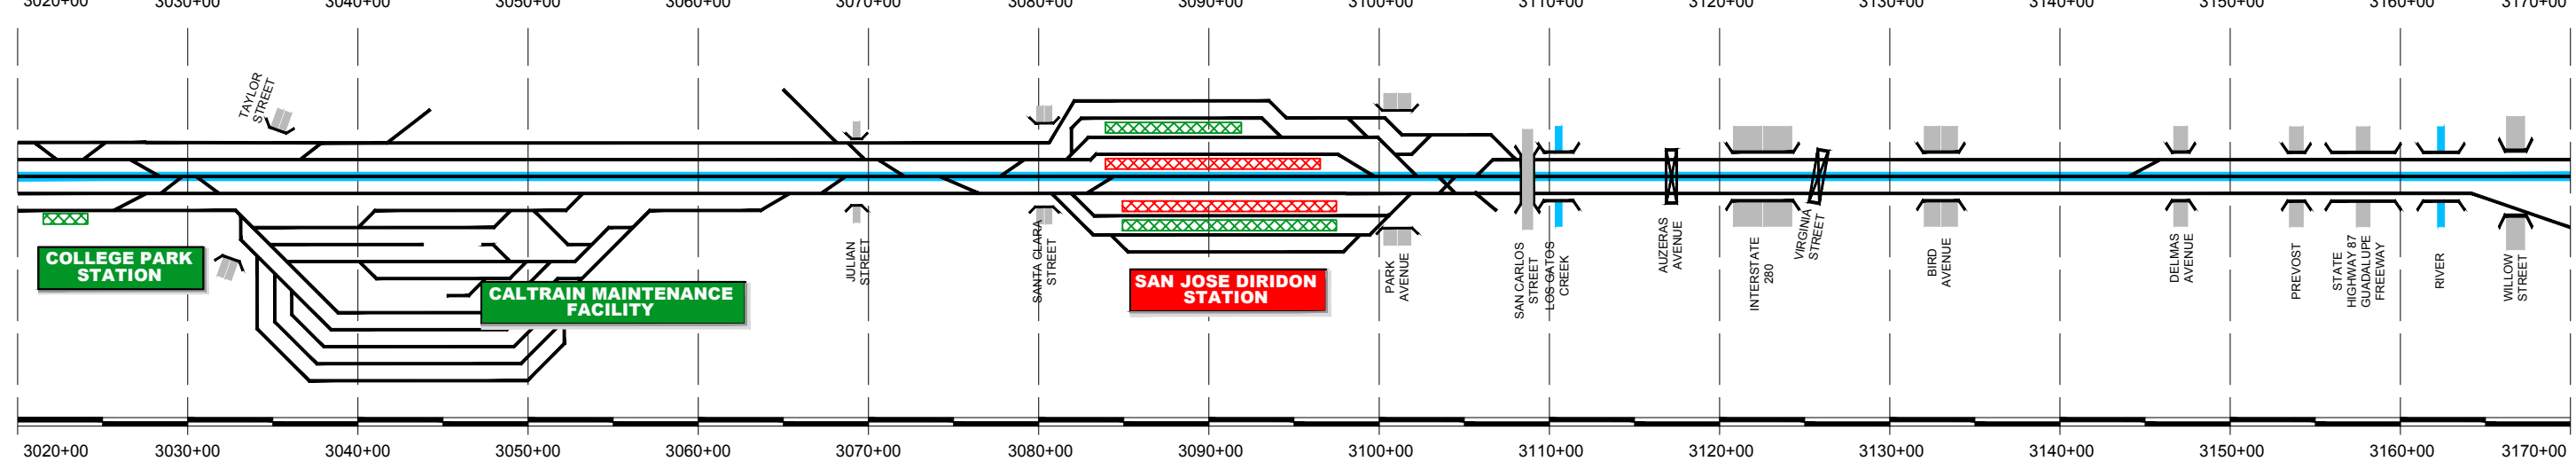 3020+00 3030+00 3040+00 3050+00 3060+00 3070+00 3080+00 3090+00 3100+00 3110+00 3120+00 3130+00 3140+00 3150+00 3160+00 3170+00
TAYLOR
STREET
COLLEGE PARK
STATION
CALTRAIN MAINTENANCE
FACILITY
JULIAN
STREET
SANTA CLARA
STREET
SAN JOSE DIRIDON
STATION
PARK
AVENUE
SAN CARLOS
STREET
LOS GATOS
CREEK
AUZERAS
AVENUE
INTERSTATE
280
VIRGINIA
STREET
BIRD
AVENUE
DELMAS
AVENUE
PREVOST
STATE
HIGHWAY 87
GUADALUPE
FREEWAY
RIVER
WILLOW
STREET
3020+00 3030+00 3040+00 3050+00 3060+00 3070+00 3080+00 3090+00 3100+00 3110+00 3120+00 3130+00 3140+00 3150+00 3160+00 3170+00